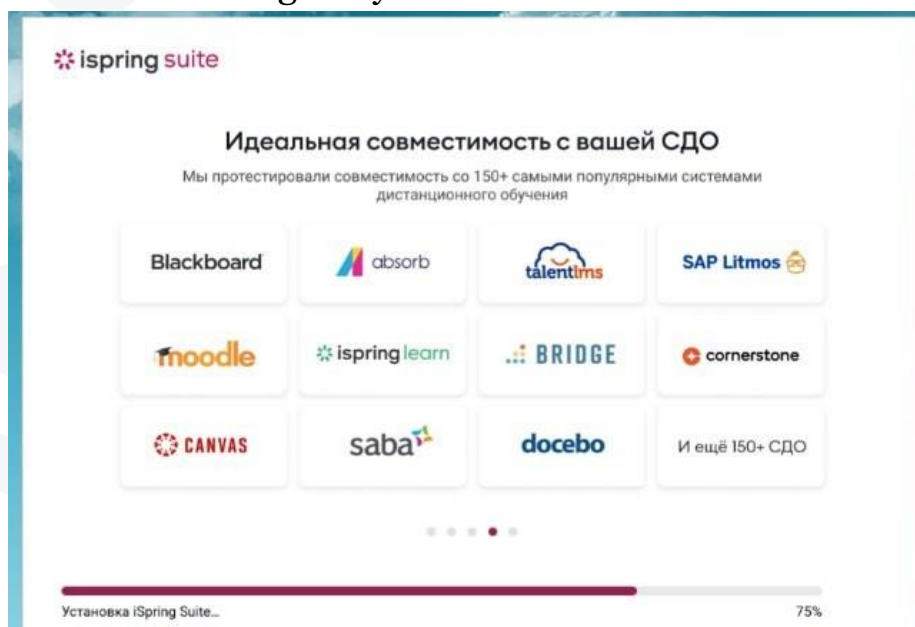 ispring suite
Идеальная совместимость с вашей СДО
Мы протестировали совместимость со 150+ самыми популярными системами
дистанционного обучения
Blackboard absorb talentlms SAP Litmos
moodle ispring learn BRIDGE cornerstone
CANVAS saba docebo И ещё 150+ СДО
Установка iSpring Suite... 75%